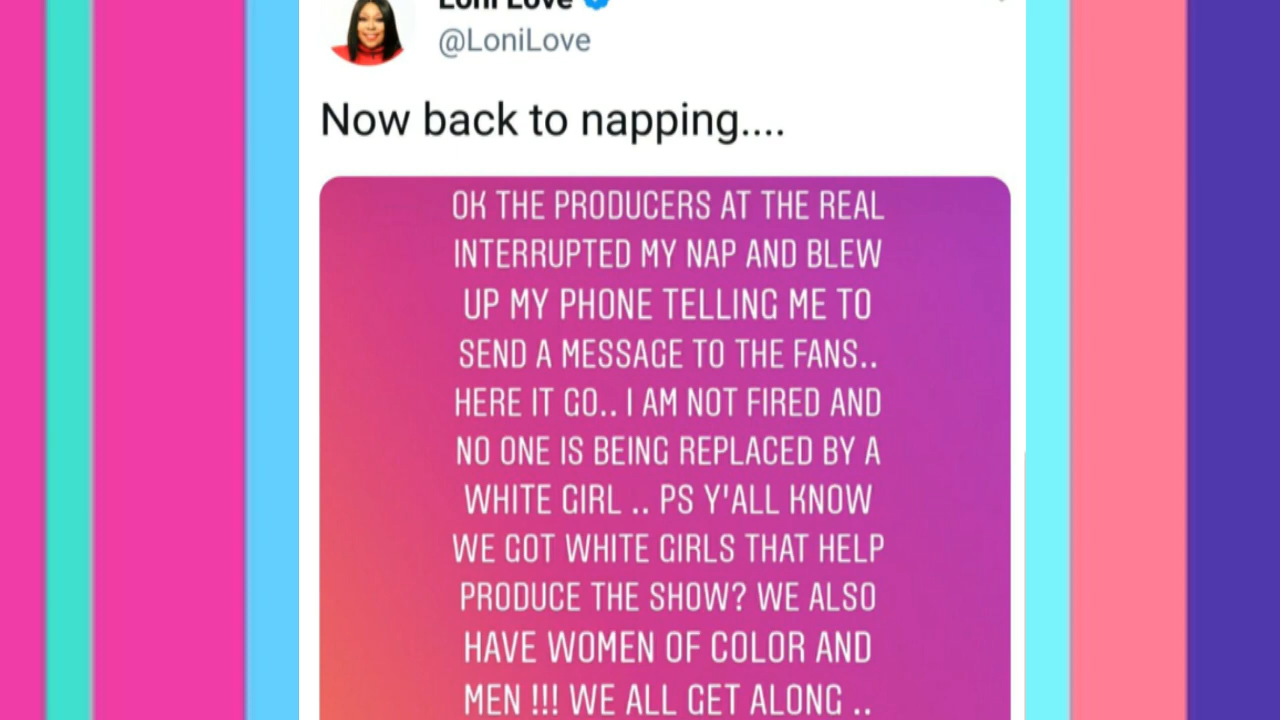 Loni Love
@LoniLove
Now back to napping....
OK THE PRODUCERS AT THE REAL
INTERRUPTED MY NAP AND BLEW
UP MY PHONE TELLING ME TO
SEND A MESSAGE TO THE FANS..
HERE IT GO.. I AM NOT FIRED AND
NO ONE IS BEING REPLACED BY A
WHITE GIRL .. PS Y'ALL KNOW
WE GOT WHITE GIRLS THAT HELP
PRODUCE THE SHOW? WE ALSO
HAVE WOMEN OF COLOR AND
MEN !!! WE ALL GET ALONG ..